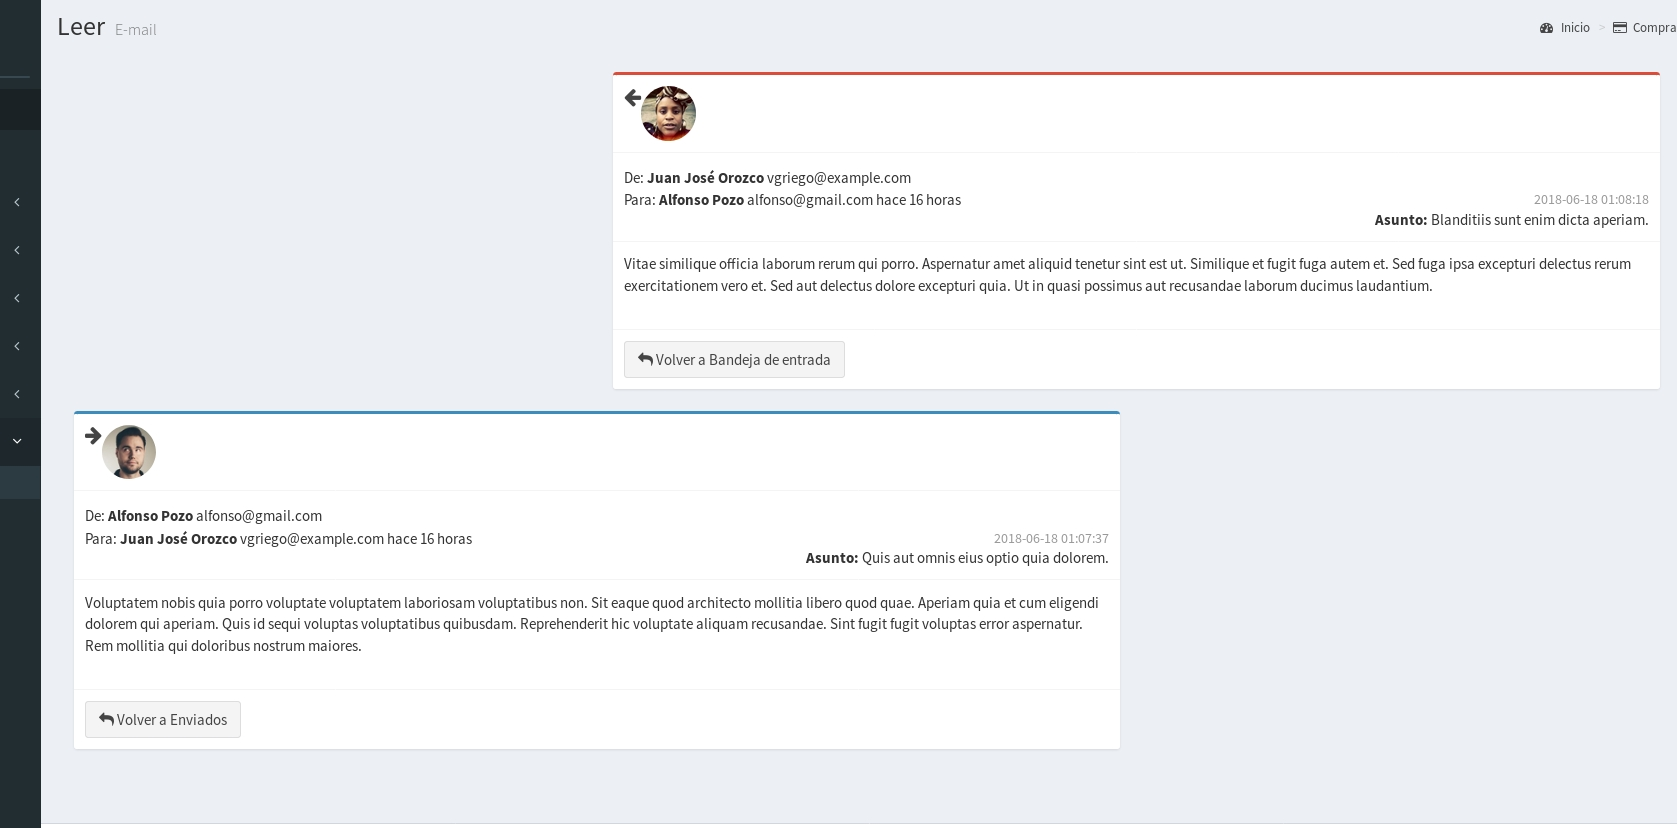 Leer E-mail
Inicio > Compra
De: Juan José Orozco vgriego@example.com
Para: Alfonso Pozo alfonso@gmail.com hace 16 horas 2018-06-18 01:08:18
Asunto: Blanditiis sunt enim dicta aperiam.
Vitae similique officia laborum rerum qui porro. Aspernatur amet aliquid tenetur sint est ut. Similique et fugit fuga autem et. Sed fuga ipsa excepturi delectus rerum
exercitationem vero et. Sed aut delectus dolore excepturi quia. Ut in quasi possimus aut recusandae laborum ducimus laudantium.
Volver a Bandeja de entrada
De: Alfonso Pozo alfonso@gmail.com
Para: Juan José Orozco vgriego@example.com hace 16 horas 2018-06-18 01:07:37
Asunto: Quis aut omnis eius optio quia dolorem.
Voluptatem nobis quia porro voluptate voluptatem laboriosam voluptatibus non. Sit eaque quod architecto mollitia libero quod quae. Aperiam quia et cum eligendi
dolorem qui aperiam. Quis id sequi voluptas voluptatibus quibusdam. Reprehenderit hic voluptate aliquam recusandae. Sint fugit fugit voluptas error aspernatur.
Rem mollitia qui doloribus nostrum maiores.
Volver a Enviados